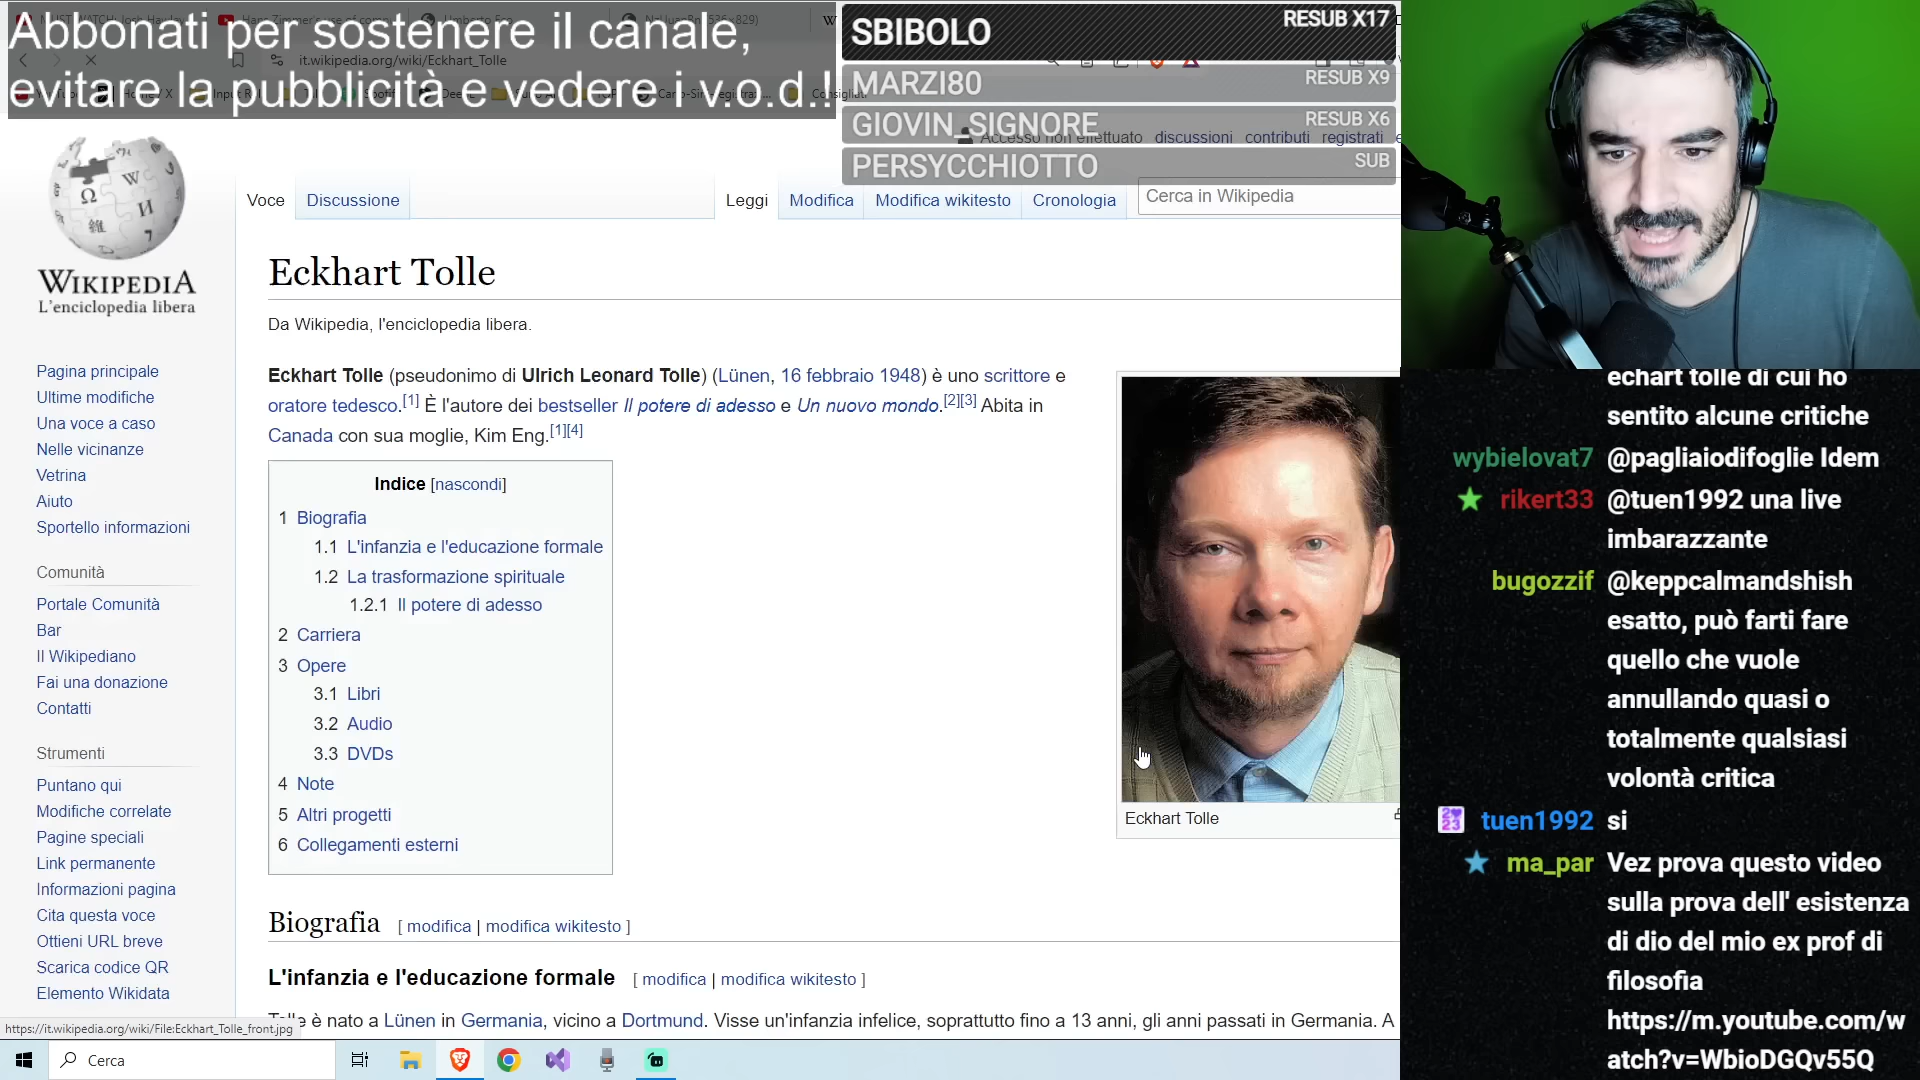 Abbonati per sostenere il canale,
evitare la pubblicità e vedere i v.o.d.!!
it.wikipedia.org/wiki/Eckhart_Tolle
SBIBOLO RESUB X17
MARZI80 RESUB X9
GIOVIN_SIGNORE RESUB X6
PERSYCCHIOTTO SUB
Accesso non effettuato discussioni contributi registrati
Voce Discussione Leggi Modifica Modifica wikitesto Cronologia Cerca in Wikipedia
WIKIPEDIA
L'enciclopedia libera
Pagina principale
Ultime modifiche
Una voce a caso
Nelle vicinanze
Vetrina
Aiuto
Sportello informazioni
Comunità
Portale Comunità
Bar
Il Wikipediano
Fai una donazione
Contatti
Strumenti
Puntano qui
Modifiche correlate
Pagine speciali
Link permanente
Informazioni pagina
Cita questa voce
Ottieni URL breve
Scarica codice QR
Elemento Wikidata
Eckhart Tolle
Da Wikipedia, l'enciclopedia libera.
Eckhart Tolle (pseudonimo di Ulrich Leonard Tolle) (Lünen, 16 febbraio 1948) è uno scrittore e
oratore tedesco.[1] È l'autore dei bestseller Il potere di adesso e Un nuovo mondo.[2][3] Abita in
Canada con sua moglie, Kim Eng.[1][4]
Indice [nascondi]
1 Biografia
1.1 L'infanzia e l'educazione formale
1.2 La trasformazione spirituale
1.2.1 Il potere di adesso
2 Carriera
3 Opere
3.1 Libri
3.2 Audio
3.3 DVDs
4 Note
5 Altri progetti
6 Collegamenti esterni
Eckhart Tolle
Biografia [ modifica | modifica wikitesto ]
L'infanzia e l'educazione formale [ modifica | modifica wikitesto ]
Tolle è nato a Lünen in Germania, vicino a Dortmund. Visse un'infanzia infelice, soprattutto fino a 13 anni, gli anni passati in Germania. A
https://it.wikipedia.org/wiki/File:Eckhart_Tolle_front.jpg
Cerca
echart tolle di cui ho
sentito alcune critiche
wybielovat7 @pagliaiodifoglie Idem
rikert33 @tuen1992 una live
imbarazzante
bugozzif @keppcalmandshish
esatto, può farti fare
quello che vuole
annullando quasi o
totalmente qualsiasi
volontà critica
tuen1992 si
ma_par Vez prova questo video
sulla prova dell' esistenza
di dio del mio ex prof di
filosofia
https://m.youtube.com/w
atch?v=WbioDGQv55Q